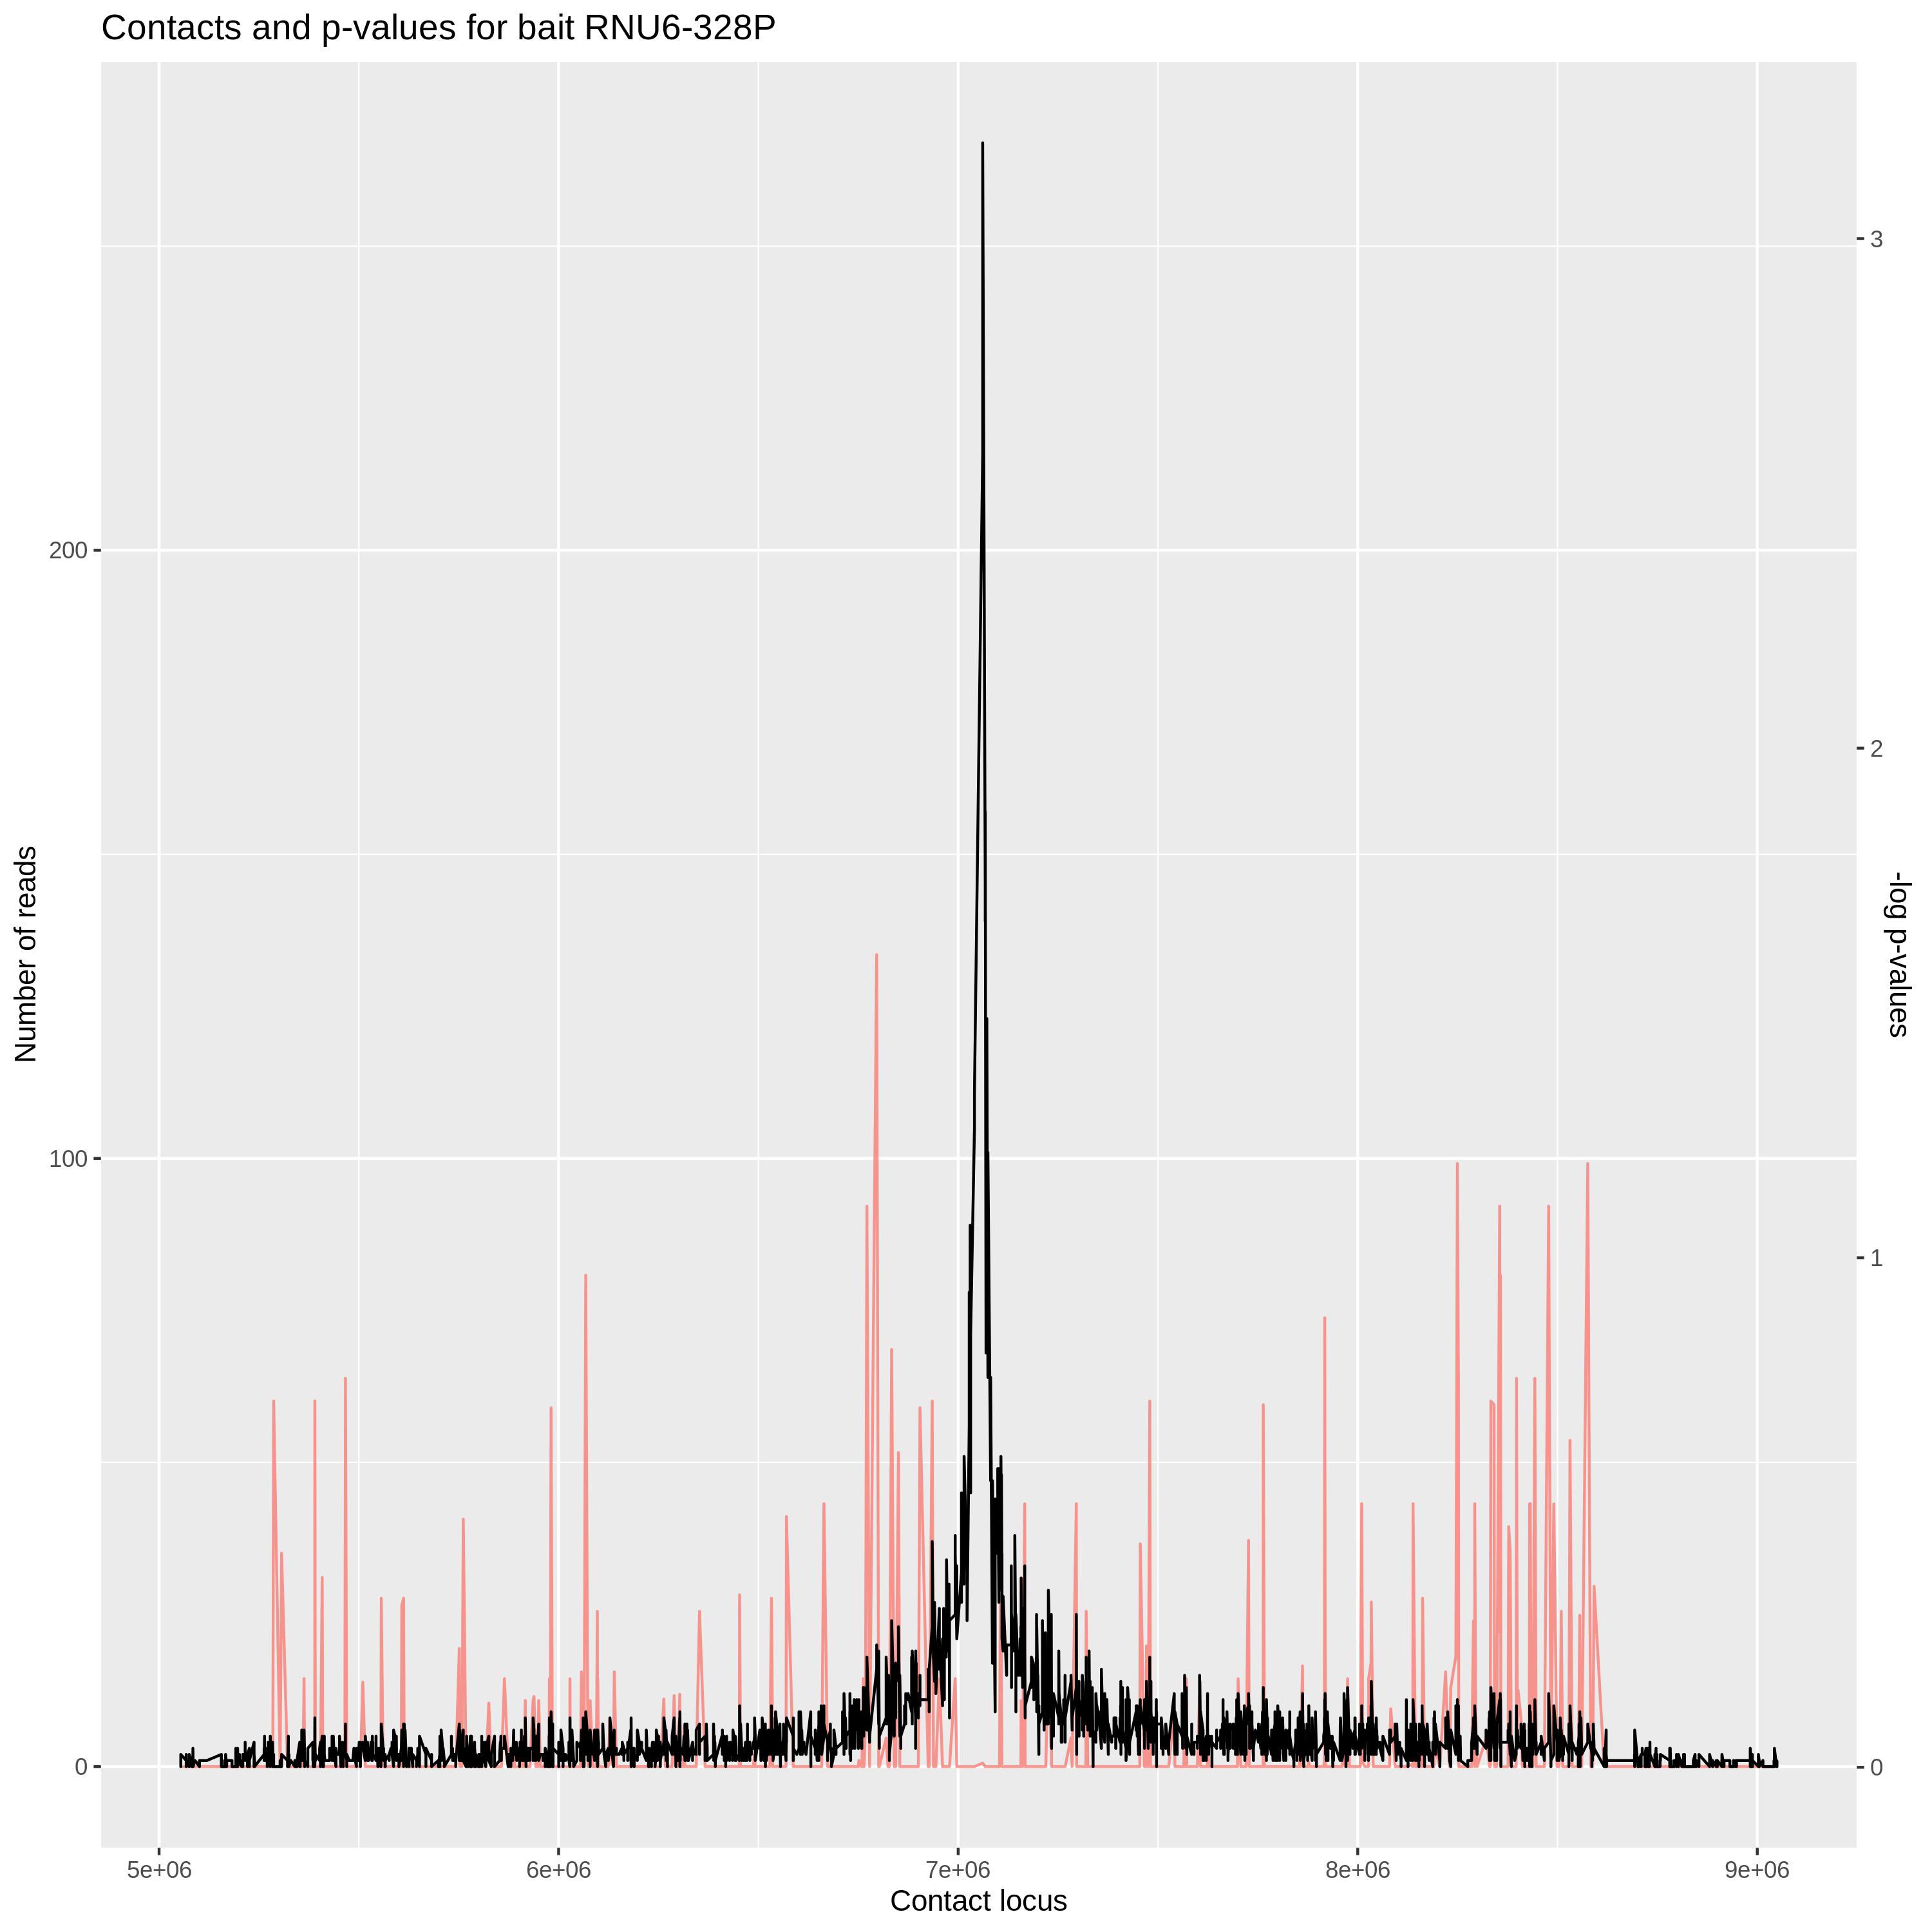 Contacts and p-values for bait RNU6-328P
Number of reads
200
100
0
3
2
1
0
-log p-values
5e+06 6e+06 7e+06 8e+06 9e+06
Contact locus